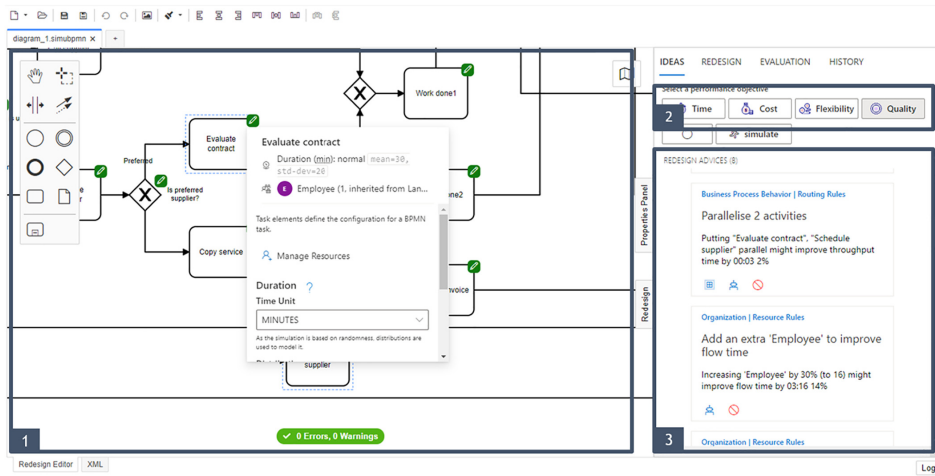 diagram_1.simubpmn ×
+
IDEAS REDESIGN EVALUATION HISTORY
Select a performance objective
Time Cost Flexibility Quality
2
simulate
REDESIGN ADVICES (8)
Business Process Behavior | Routing Rules
Parallelise 2 activities
Putting "Evaluate contract", "Schedule
supplier" parallel might improve throughput
time by 00:03 2%
Organization | Resource Rules
Add an extra 'Employee' to improve
flow time
Increasing 'Employee' by 30% (to 16) might
improve flow time by 03:16 14%
3
Organization | Resource Rules
Properties Panel
Redesign
Work done1
X
Evaluate
contract
Preferred
X
Is preferred
supplier?
Copy service
Evaluate contract
Duration (min): normal mean=30,
std-dev=20
E Employee (1, inherited from Lan...
Task elements define the configuration for a BPMN
task.
Manage Resources
Duration ?
Time Unit
MINUTES
As the simulation is based on randomness, distributions are
used to model it.
supplier
0 Errors, 0 Warnings
1
Redesign Editor XML
Log